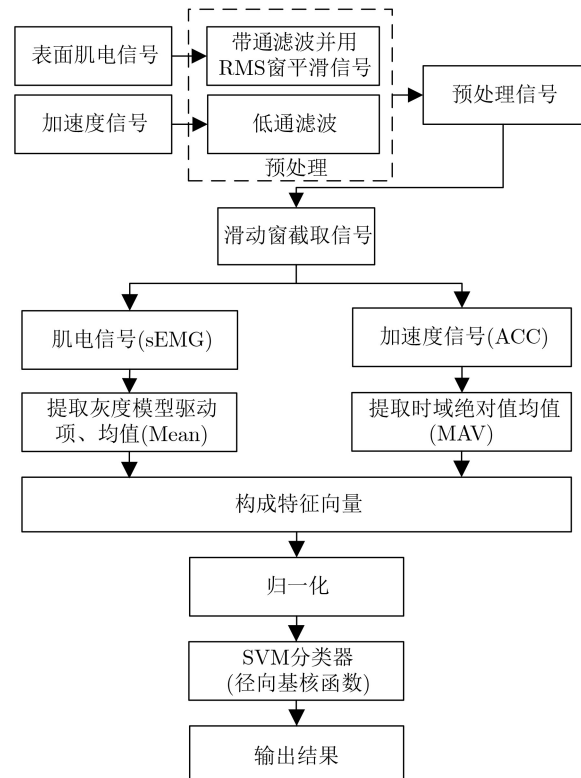 表面肌电信号
带通滤波并用
RMS窗平滑信号
加速度信号
低通滤波
预处理
预处理信号
滑动窗截取信号
肌电信号(sEMG)
加速度信号(ACC)
提取灰度模型驱动
项、均值(Mean)
提取时域绝对值均值
(MAV)
构成特征向量
归一化
SVM分类器
(径向基核函数)
输出结果